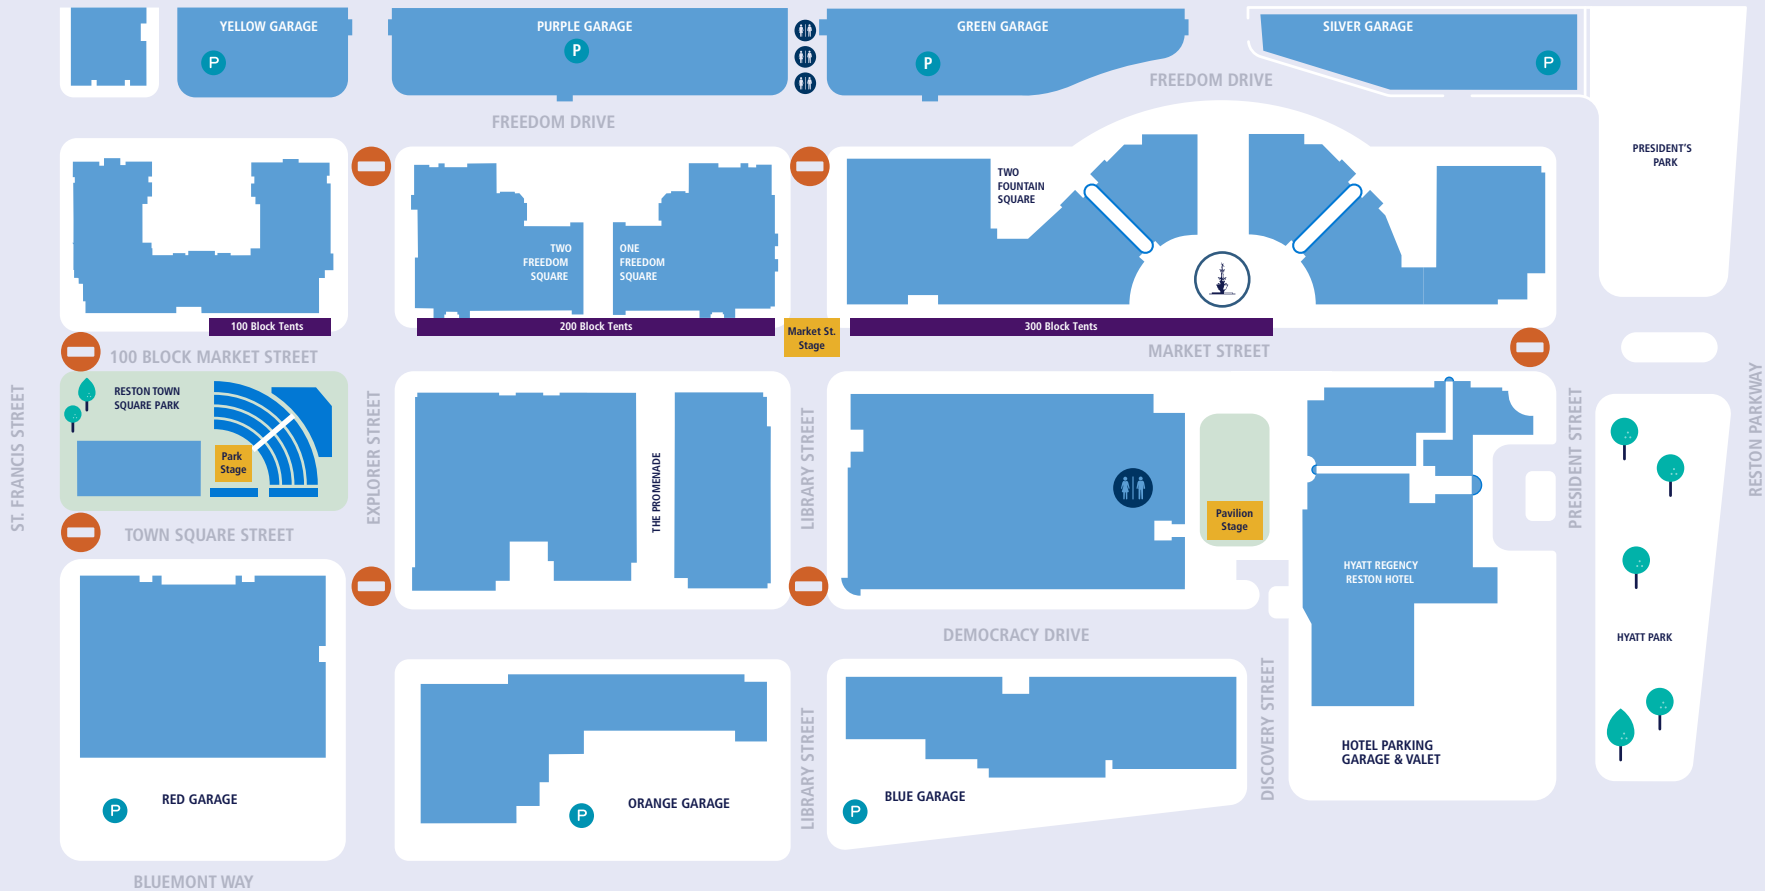 YELLOW GARAGE
P
PURPLE GARAGE
P
GREEN GARAGE
P
SILVER GARAGE
P
FREEDOM DRIVE
FREEDOM DRIVE
PRESIDENT'S
PARK
TWO
FOUNTAIN
SQUARE
TWO
FREEDOM
SQUARE
ONE
FREEDOM
SQUARE
100 Block Tents
200 Block Tents
Market St.
Stage
300 Block Tents
100 BLOCK MARKET STREET
MARKET STREET
ST. FRANCIS STREET
RESTON TOWN
SQUARE PARK
Park
Stage
EXPLORER STREET
THE PROMENADE
LIBRARY STREET
Pavilion
Stage
PRESIDENT STREET
RESTON PARKWAY
TOWN SQUARE STREET
HYATT REGENCY
RESTON HOTEL
DEMOCRACY DRIVE
HYATT PARK
DISCOVERY STREET
LIBRARY STREET
HOTEL PARKING
GARAGE & VALET
RED GARAGE
P
ORANGE GARAGE
P
BLUE GARAGE
P
BLUEMONT WAY